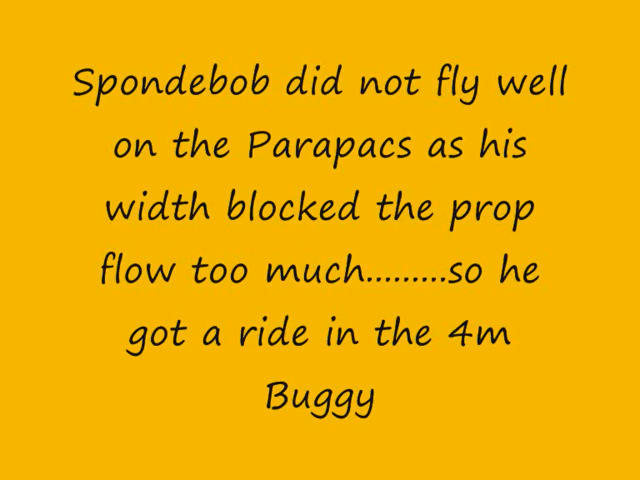 Spondebob did not fly well
on the Parapacs as his
width blocked the prop
flow too much.........so he
got a ride in the 4m
Buggy